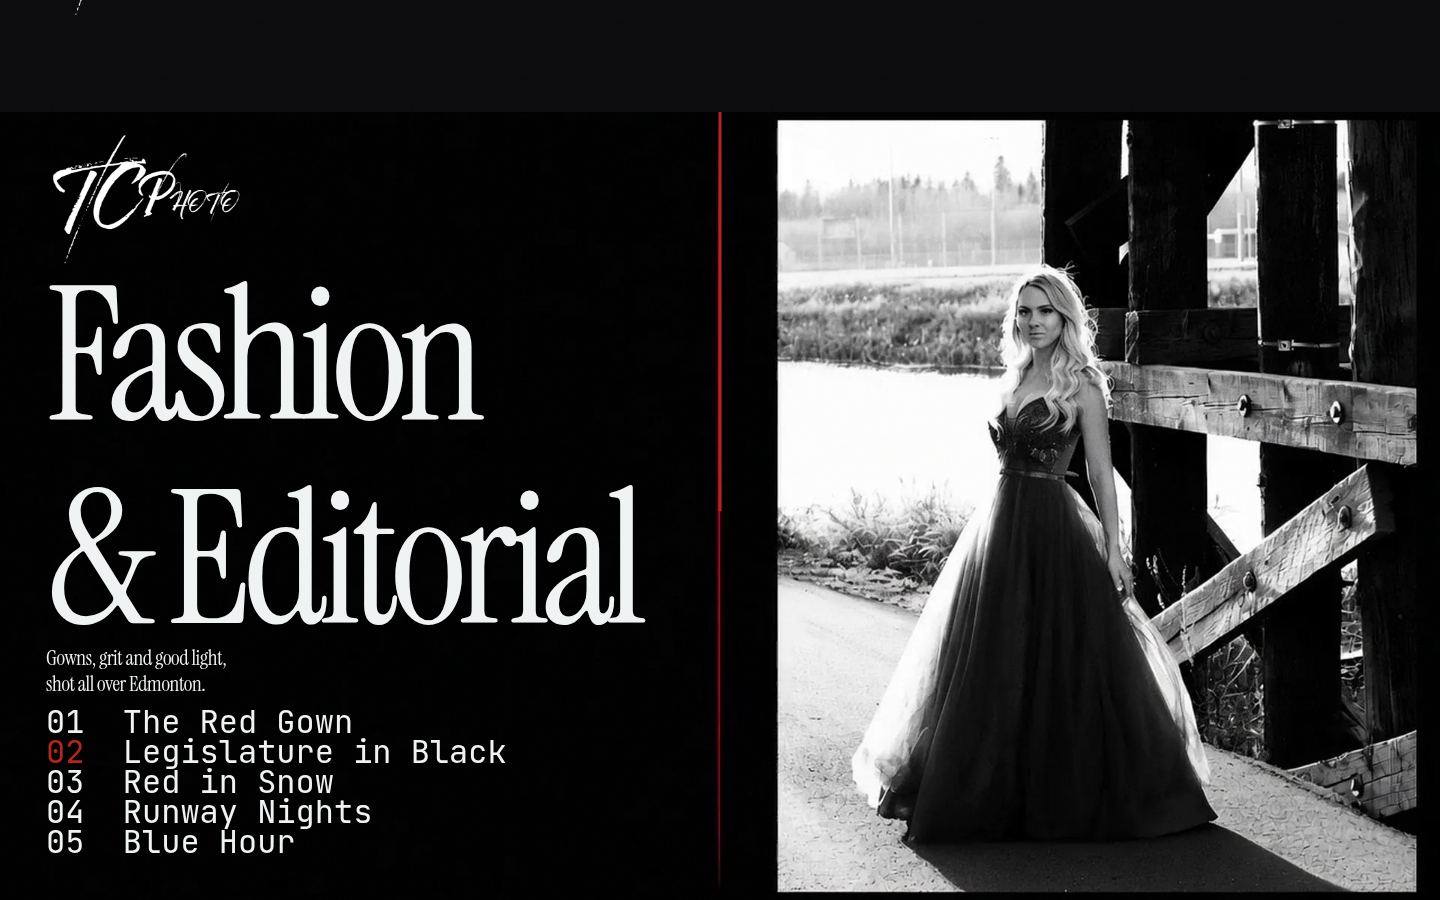 TCPhoto
Fashion
& Editorial
Gowns, grit and good light,
shot all over Edmonton.
01 The Red Gown
02 Legislature in Black
03 Red in Snow
04 Runway Nights
05 Blue Hour